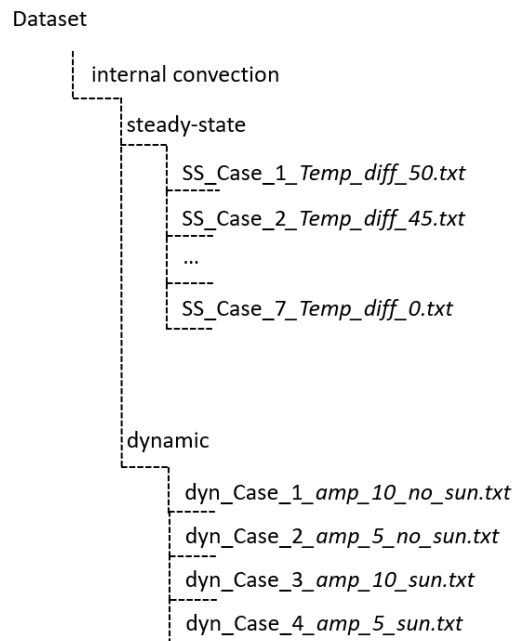 Dataset
internal convection
steady-state
SS_Case_1_Temp_diff_50.txt
SS_Case_2_Temp_diff_45.txt
...
SS_Case_7_Temp_diff_0.txt
dynamic
dyn_Case_1_amp_10_no_sun.txt
dyn_Case_2_amp_5_no_sun.txt
dyn_Case_3_amp_10_sun.txt
dyn_Case_4_amp_5_sun.txt